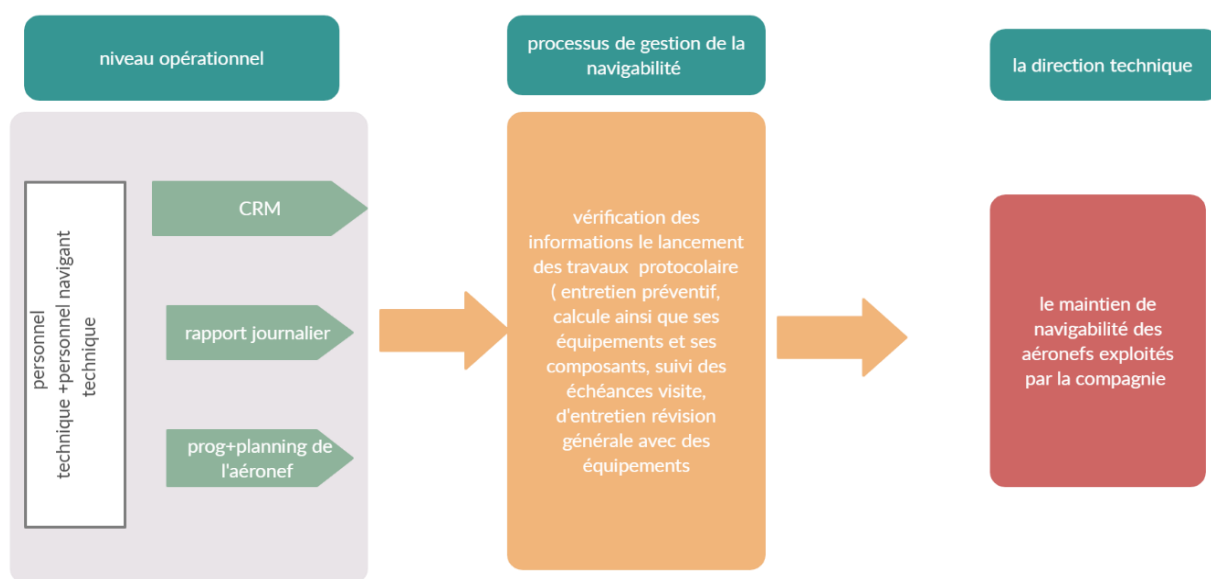 niveau opérationnel
processus de gestion de la
navigabilité
la direction technique
personnel
technique +personnel navigant
technique
CRM
rapport journalier
prog+planning de
l'aéronef
vérification des
informations le lancement
des travaux protocolaire
( entretien préventif,
calcule ainsi que ses
équipements et ses
composants, suivi des
échéances visite,
d'entretien révision
générale avec des
équipements
le maintien de
navigabilité des
aéronefs exploités
par la compagnie